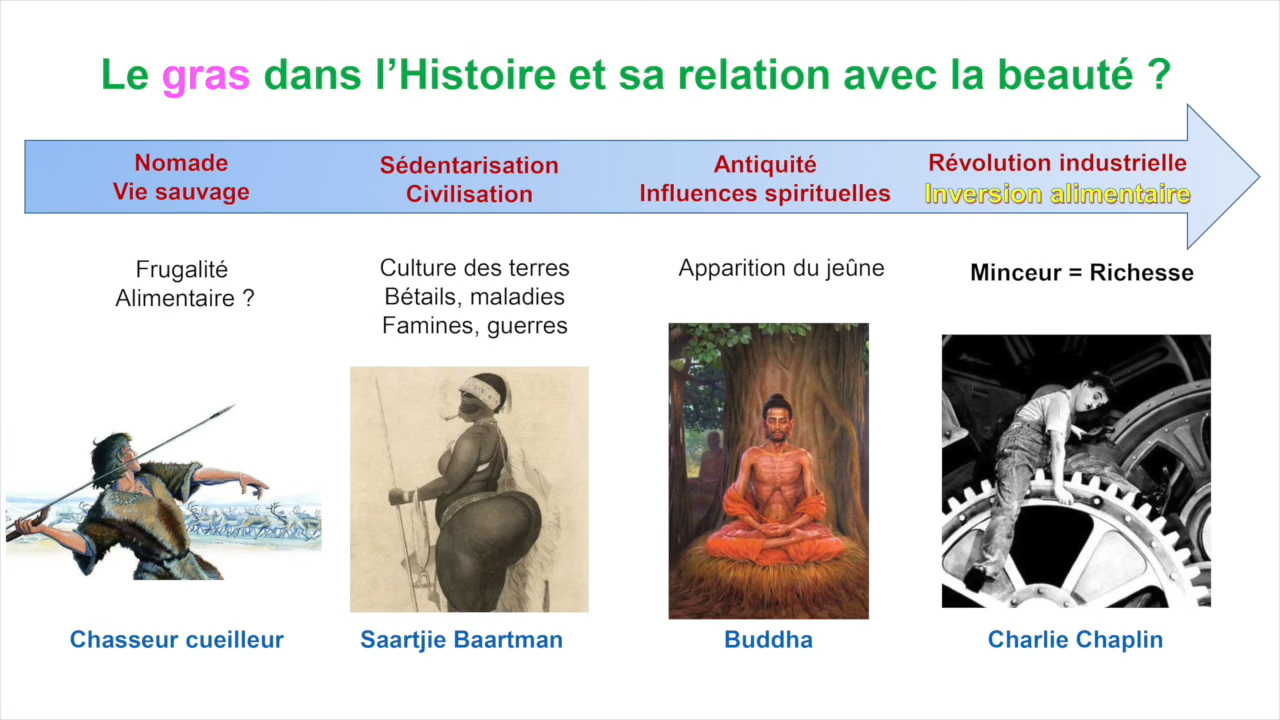 Le gras dans l’Histoire et sa relation avec la beauté ?
Nomade
Vie sauvage
Sédentarisation
Civilisation
Antiquité
Influences spirituelles
Révolution industrielle
Inversion alimentaire
Frugalité
Alimentaire ?
Culture des terres
Bétails, maladies
Famines, guerres
Apparition du jeûne
Minceur = Richesse
Chasseur cueilleur
Saartjie Baartman
Buddha
Charlie Chaplin